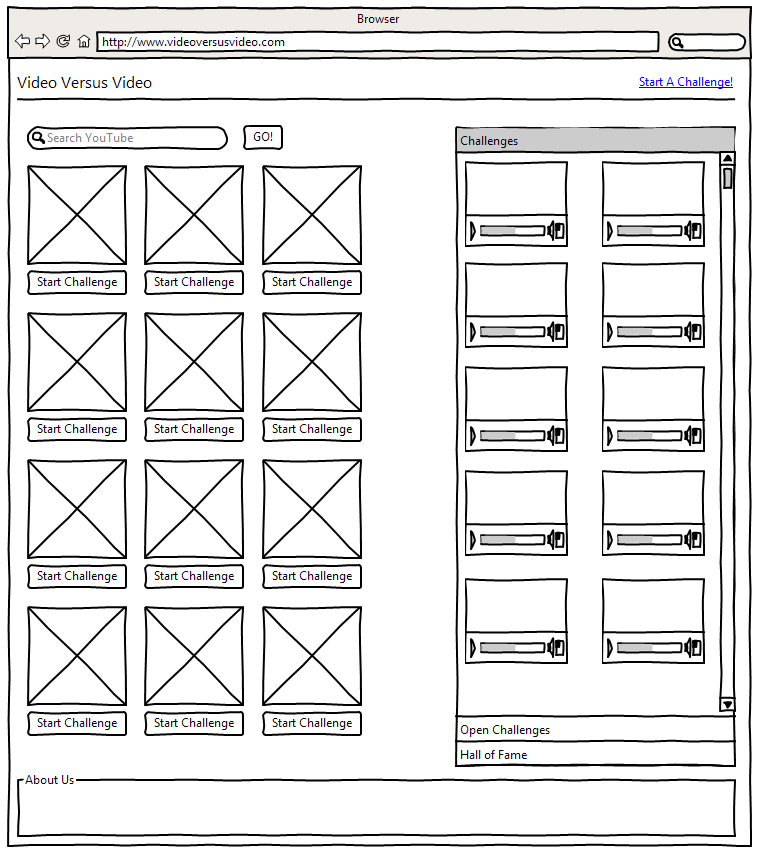 Browser
http://www.videoversusvideo.com
Video Versus Video
Start A Challenge!
Search YouTube
GO!
Start Challenge
Start Challenge
Start Challenge
Start Challenge
Start Challenge
Start Challenge
Start Challenge
Start Challenge
Start Challenge
Start Challenge
Start Challenge
Start Challenge
Challenges
Open Challenges
Hall of Fame
About Us